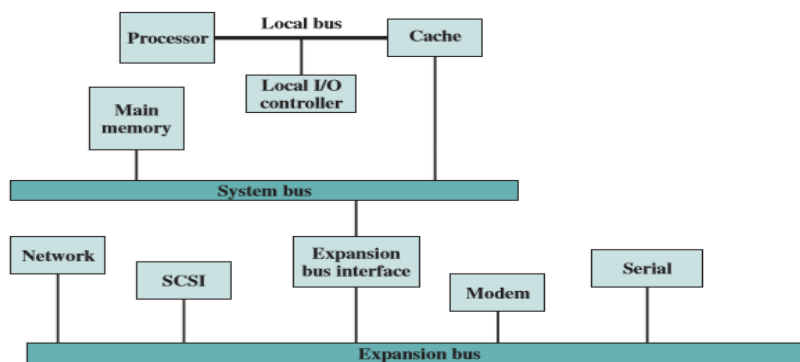 Local bus
Processor
Cache
Local I/O
controller
Main
memory
System bus
Network
Expansion
bus interface
Serial
SCSI
Modem
Expansion bus